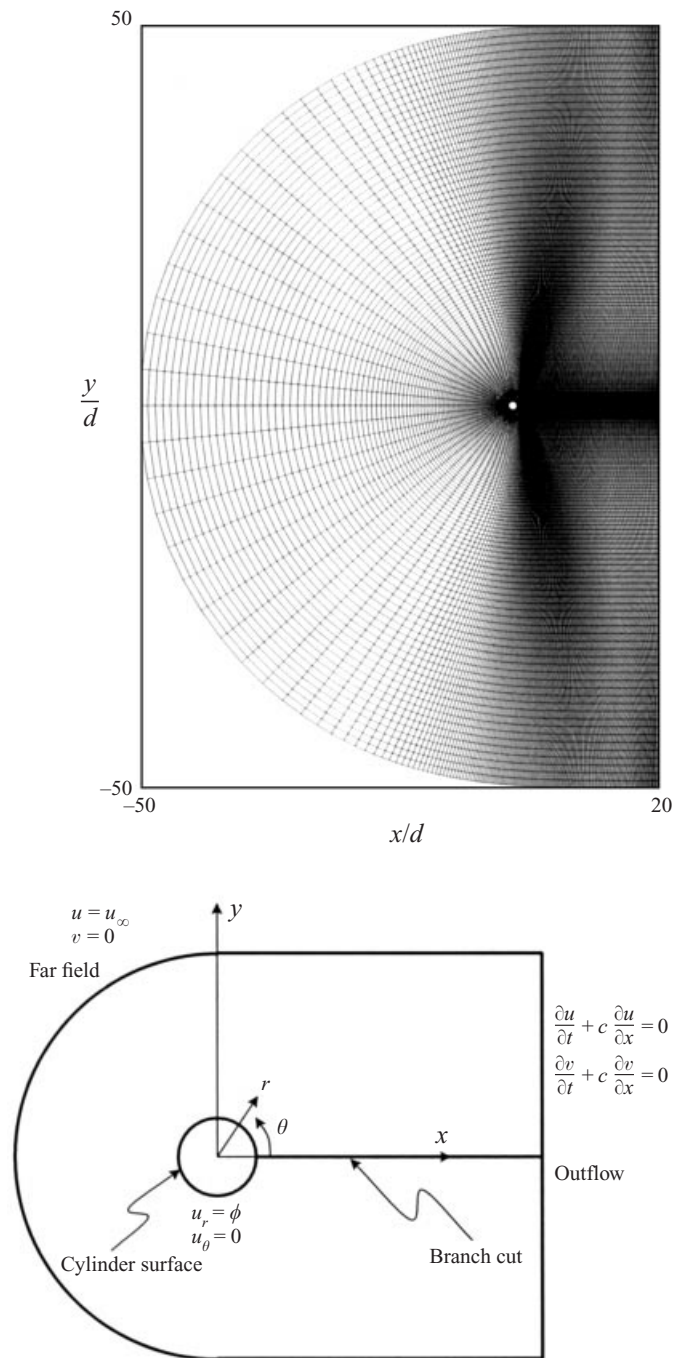 50
y/d
–50
–50
20
x/d
u = u∞
v = 0
Far field
y
∂u/∂t + c ∂u/∂x = 0
∂v/∂t + c ∂v/∂x = 0
r
θ
x
Outflow
u_r = ϕ
u_θ = 0
Cylinder surface
Branch cut